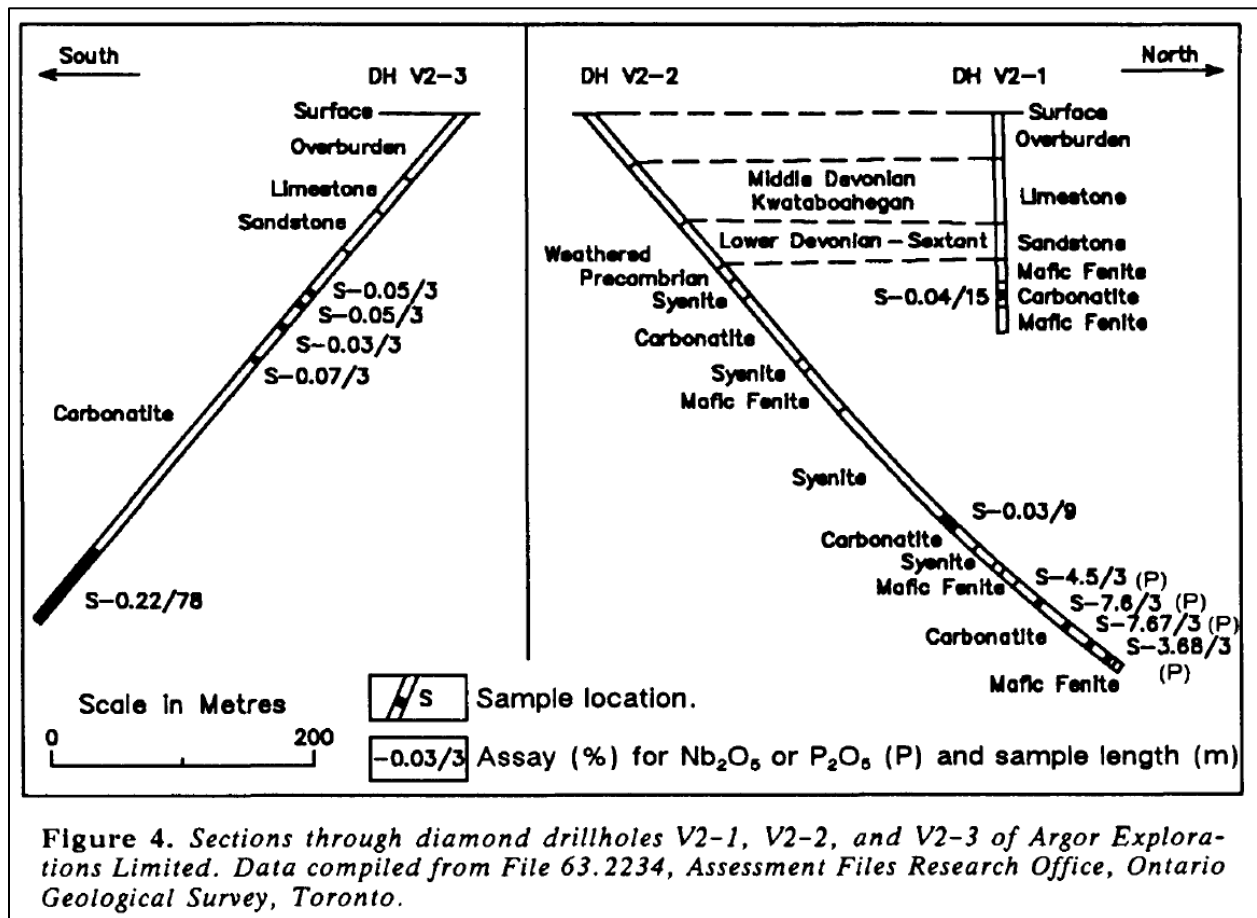 South
DH V2-3
Surface
Overburden
Limestone
Sandstone
S-0.05/3
S-0.05/3
S-0.03/3
S-0.07/3
Carbonatite
S-0.22/78
DH V2-2
DH V2-1
North
Surface
Overburden
Middle Devonian
Kwataboahegan
Limestone
Lower Devonian - Sextant
Sandstone
Weathered
Precambrian
Syenite
Mafic Fenite
S-0.04/15
Carbonatite
Mafic Fenite
Carbonatite
Syenite
Mafic Fenite
Syenite
S-0.03/9
Carbonatite
Syenite
Mafic Fenite
S-4.5/3 (P)
S-7.6/3 (P)
S-7.67/3 (P)
Carbonatite
S-3.68/3
(P)
Mafic Fenite
Scale in Metres
0 200
S Sample location.
-0.03/3 Assay (%) for Nb₂O₅ or P₂O₅ (P) and sample length (m)
Figure 4. Sections through diamond drillholes V2-1, V2-2, and V2-3 of Argor Explora-
tions Limited. Data compiled from File 63.2234, Assessment Files Research Office, Ontario
Geological Survey, Toronto.